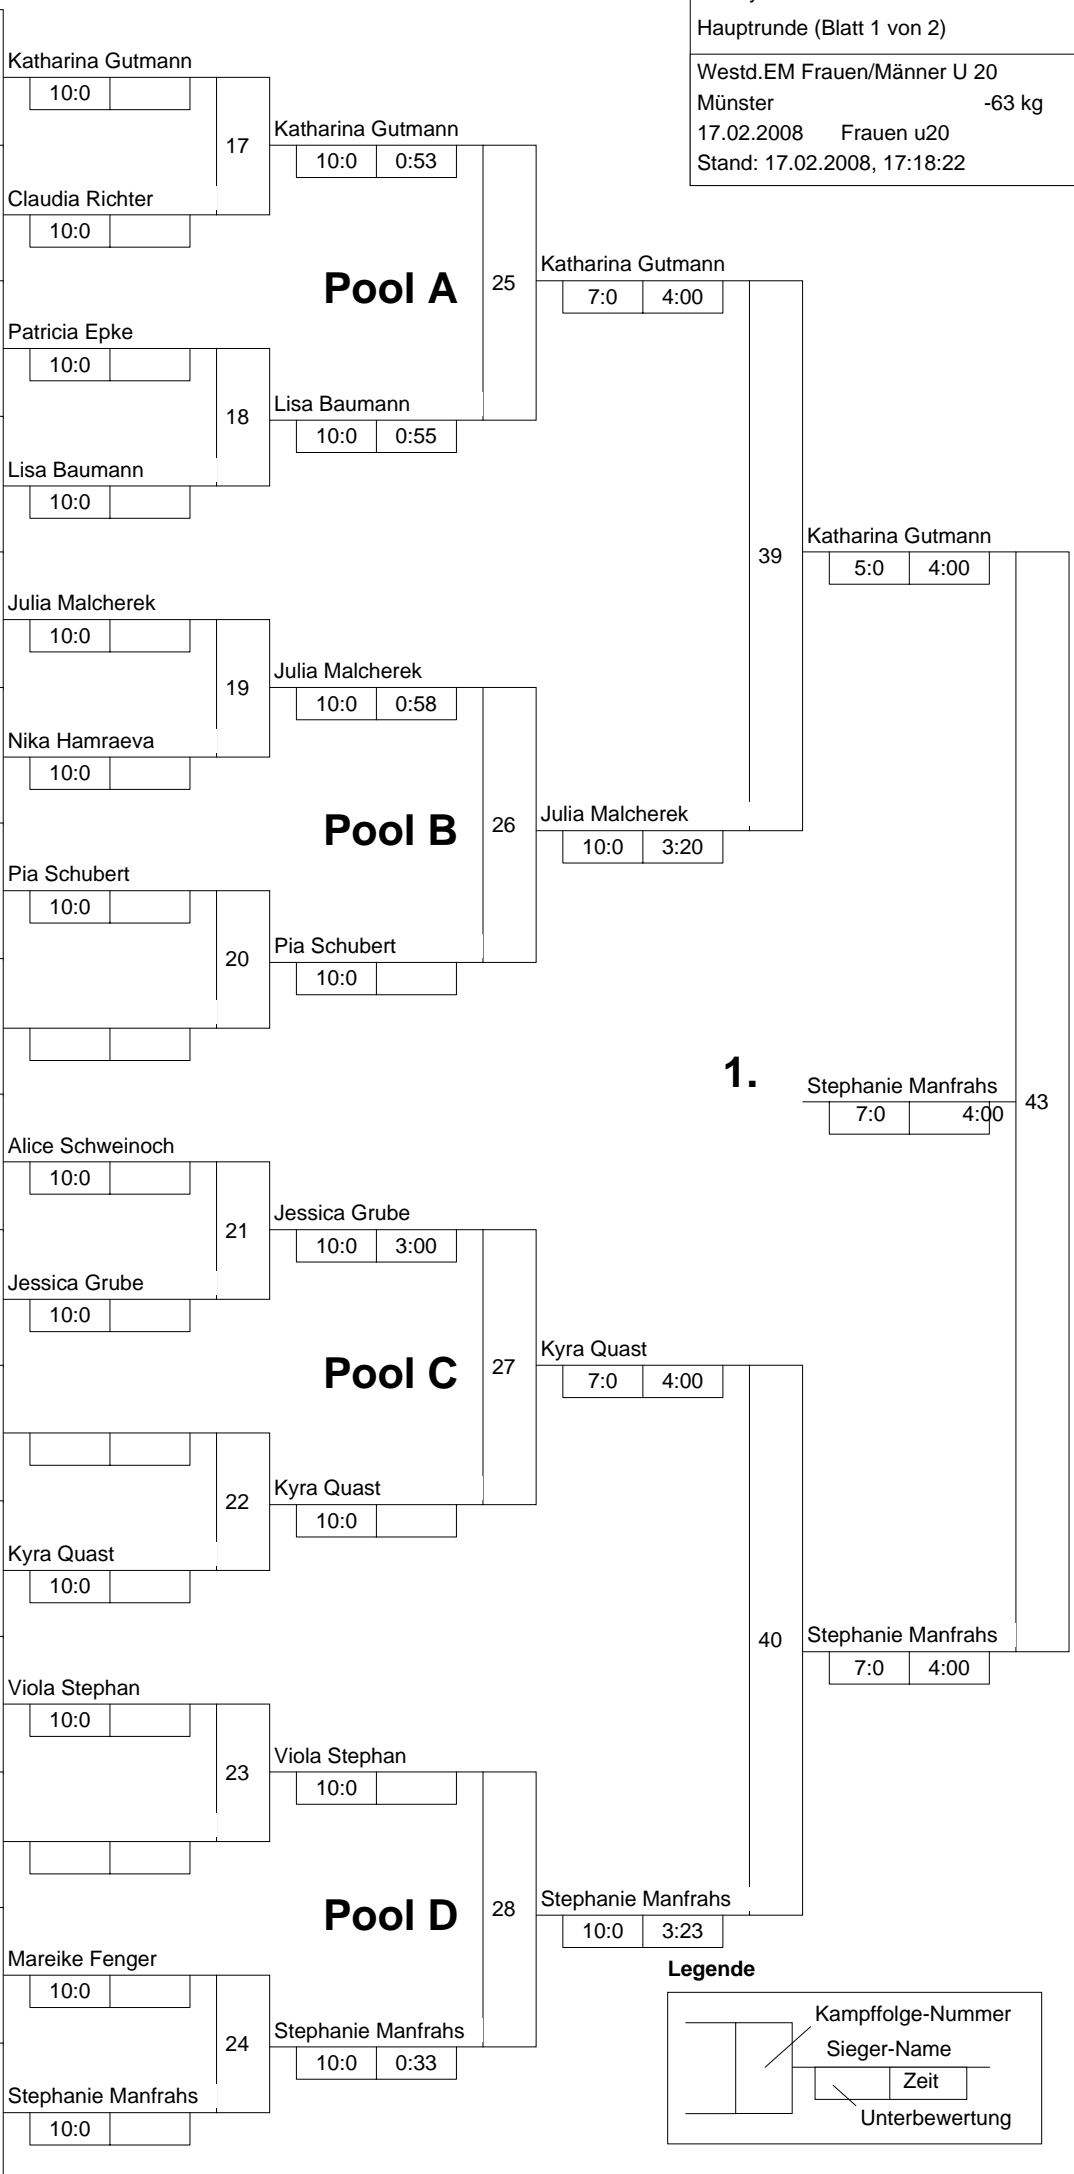 Hauptrunde (Blatt 1 von 2)
Westd.EM Frauen/Männer U 20
Münster -63 kg
17.02.2008 Frauen u20
Stand: 17.02.2008, 17:18:22
Katharina Gutmann
10:0
17
Claudia Richter
10:0
Katharina Gutmann
10:0 0:53
Pool A
25
Patricia Epke
10:0
18
Lisa Baumann
10:0
Lisa Baumann
10:0 0:55
Katharina Gutmann
7:0 4:00
39
Julia Malcherek
10:0
19
Nika Hamraeva
10:0
Julia Malcherek
10:0 0:58
Pool B
26
Pia Schubert
10:0
20
Pia Schubert
10:0
Julia Malcherek
10:0 3:20
Katharina Gutmann
5:0 4:00
1.
Stephanie Manfrahs
7:0 4:00
43
Alice Schweinoch
10:0
21
Jessica Grube
10:0
Jessica Grube
10:0 3:00
Pool C
27
22
Kyra Quast
10:0
Kyra Quast
10:0
Kyra Quast
7:0 4:00
40
Stephanie Manfrahs
7:0 4:00
Viola Stephan
10:0
23
Viola Stephan
10:0
Pool D
28
Mareike Fenger
10:0
24
Stephanie Manfrahs
10:0
Stephanie Manfrahs
10:0 0:33
Stephanie Manfrahs
10:0 3:23
Legende
Kampffolge-Nummer
Sieger-Name
Zeit
Unterbewertung